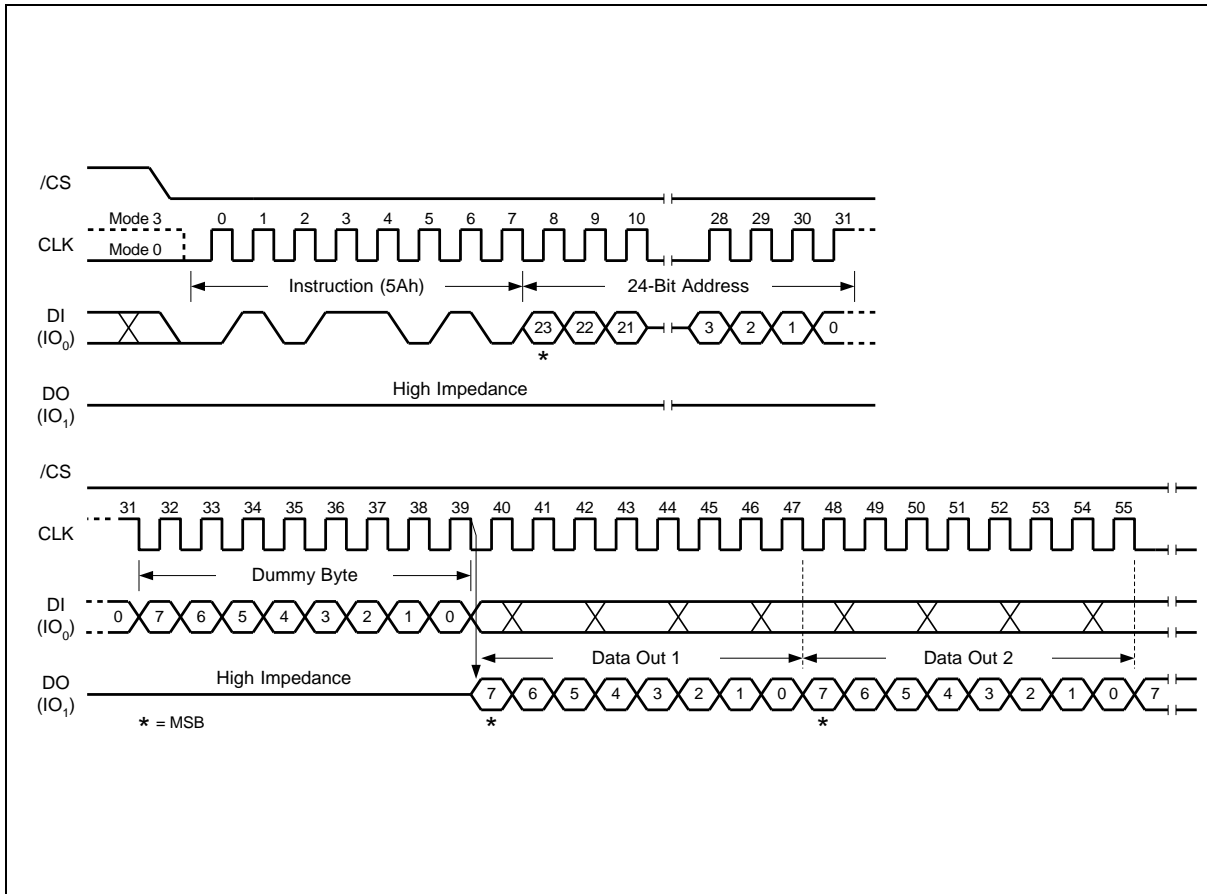 /CS
Mode 3 0 1 2 3 4 5 6 7 8 9 10 28 29 30 31
CLK
Mode 0
Instruction (5Ah) 24-Bit Address
DI
(IO0) 23 22 21 3 2 1 0
*
High Impedance
DO
(IO1)
/CS
31 32 33 34 35 36 37 38 39 40 41 42 43 44 45 46 47 48 49 50 51 52 53 54 55
CLK
Dummy Byte
DI
(IO0) 0 7 6 5 4 3 2 1 0
Data Out 1 Data Out 2
High Impedance
DO
(IO1) 7 6 5 4 3 2 1 0 7 6 5 4 3 2 1 0 7
* = MSB * *